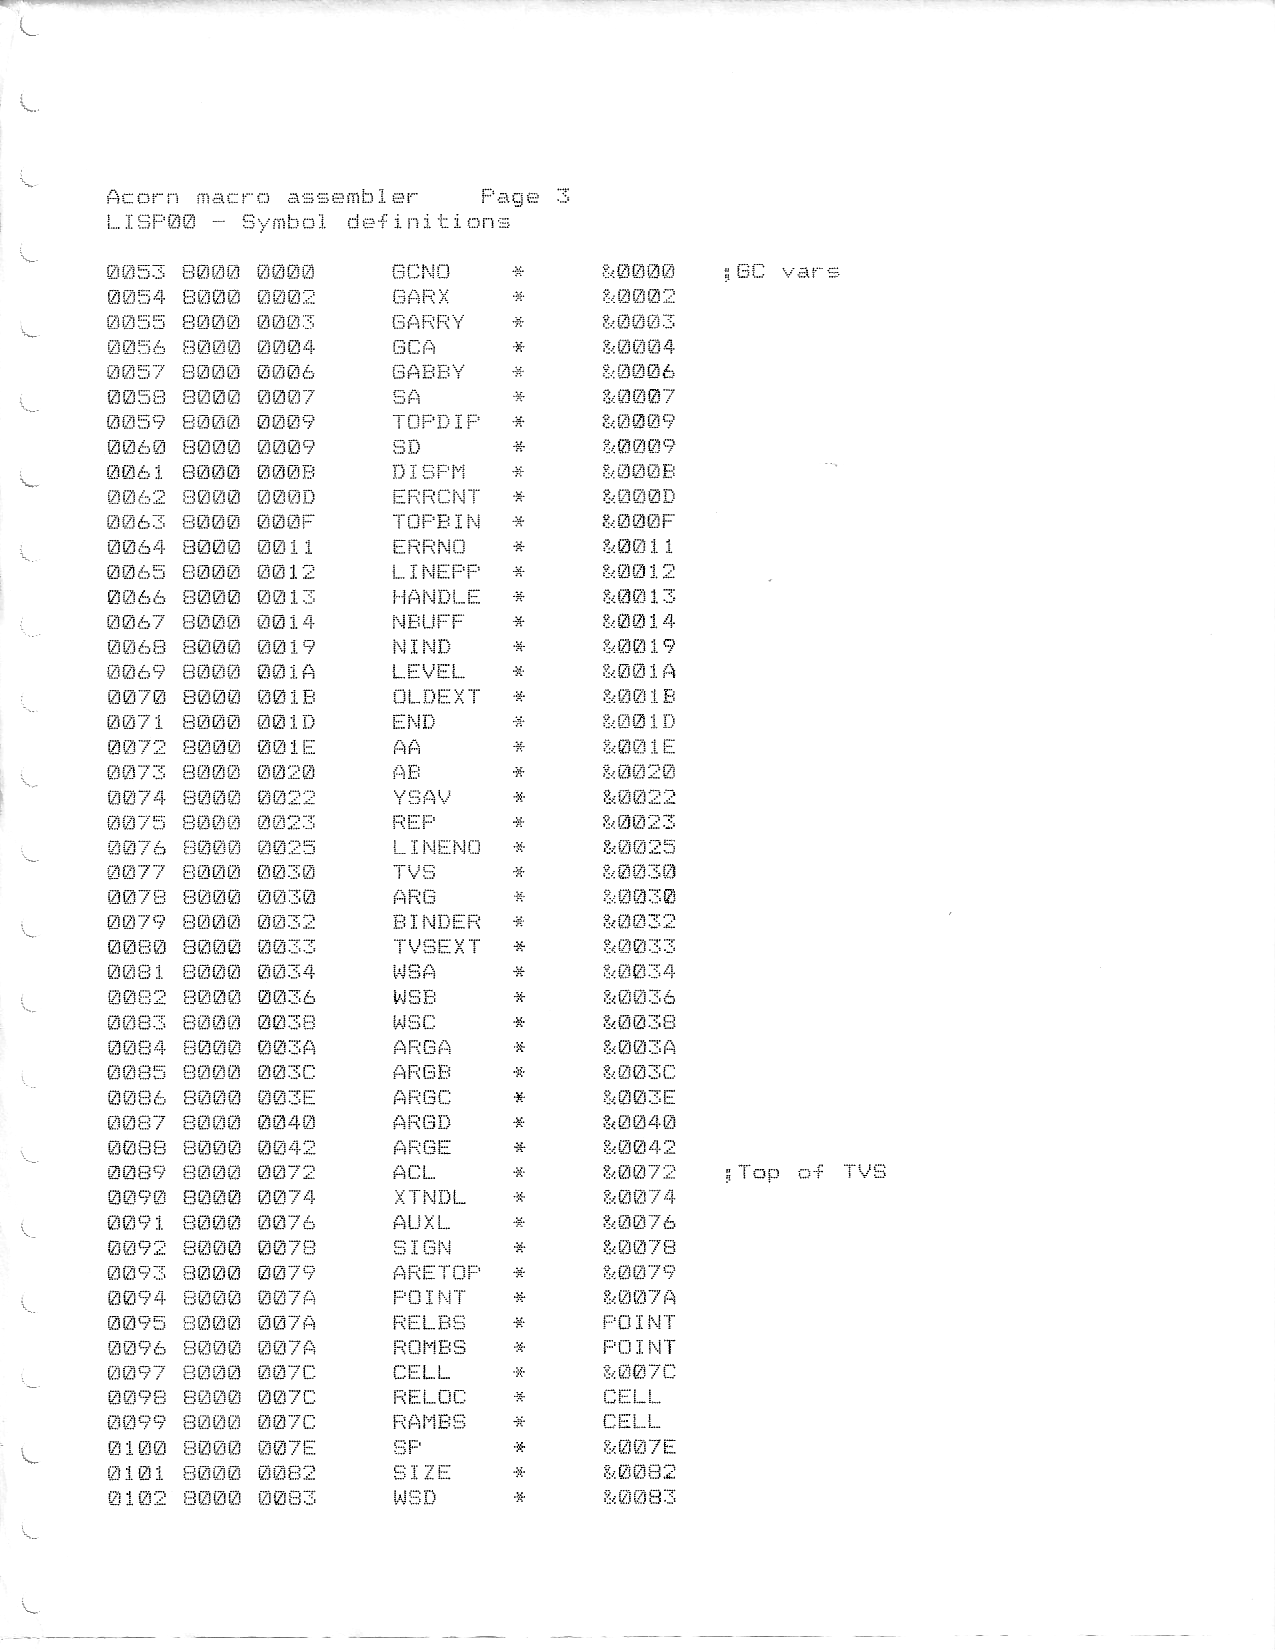 Acorn macro assembler    Page 3
LISP00 - Symbol definitions
0053 8000 0000     GCNO    *     &0000   ;GC vars
0054 8000 0002     GARX    *     &0002
0055 8000 0003     GARRY   *     &0003
0056 8000 0004     GCA     *     &0004
0057 8000 0006     GABBY   *     &0006
0058 8000 0007     SA      *     &0007
0059 8000 0009     TOPDIP  *     &0009
0060 8000 0009     SD      *     &0009
0061 8000 000B     DISPM   *     &000B
0062 8000 000D     ERRCNT  *     &000D
0063 8000 000F     TOPBIN  *     &000F
0064 8000 0011     ERRNO   *     &0011
0065 8000 0012     LINEPP  *     &0012
0066 8000 0013     HANDLE  *     &0013
0067 8000 0014     NBUFF   *     &0014
0068 8000 0019     NIND    *     &0019
0069 8000 001A     LEVEL   *     &001A
0070 8000 001B     OLDEXT  *     &001B
0071 8000 001D     END     *     &001D
0072 8000 001E     AA      *     &001E
0073 8000 0020     AB      *     &0020
0074 8000 0022     YSAV    *     &0022
0075 8000 0023     REP     *     &0023
0076 8000 0025     LINENO  *     &0025
0077 8000 0030     TVS     *     &0030
0078 8000 0030     ARG     *     &0030
0079 8000 0032     BINDER  *     &0032
0080 8000 0033     TVSEXT  *     &0033
0081 8000 0034     WSA     *     &0034
0082 8000 0036     WSB     *     &0036
0083 8000 0038     WSC     *     &0038
0084 8000 003A     ARGA    *     &003A
0085 8000 003C     ARGB    *     &003C
0086 8000 003E     ARGC    *     &003E
0087 8000 0040     ARGD    *     &0040
0088 8000 0042     ARGE    *     &0042
0089 8000 0072     ACL     *     &0072   ;Top of TVS
0090 8000 0074     XTNDL   *     &0074
0091 8000 0076     AUXL    *     &0076
0092 8000 0078     SIGN    *     &0078
0093 8000 0079     ARETOP  *     &0079
0094 8000 007A     POINT   *     &007A
0095 8000 007A     RELBS   *     POINT
0096 8000 007A     ROMBS   *     POINT
0097 8000 007C     CELL    *     &007C
0098 8000 007C     RELOC   *     CELL
0099 8000 007C     RAMBS   *     CELL
0100 8000 007E     SP      *     &007E
0101 8000 0082     SIZE    *     &0082
0102 8000 0083     WSD     *     &0083